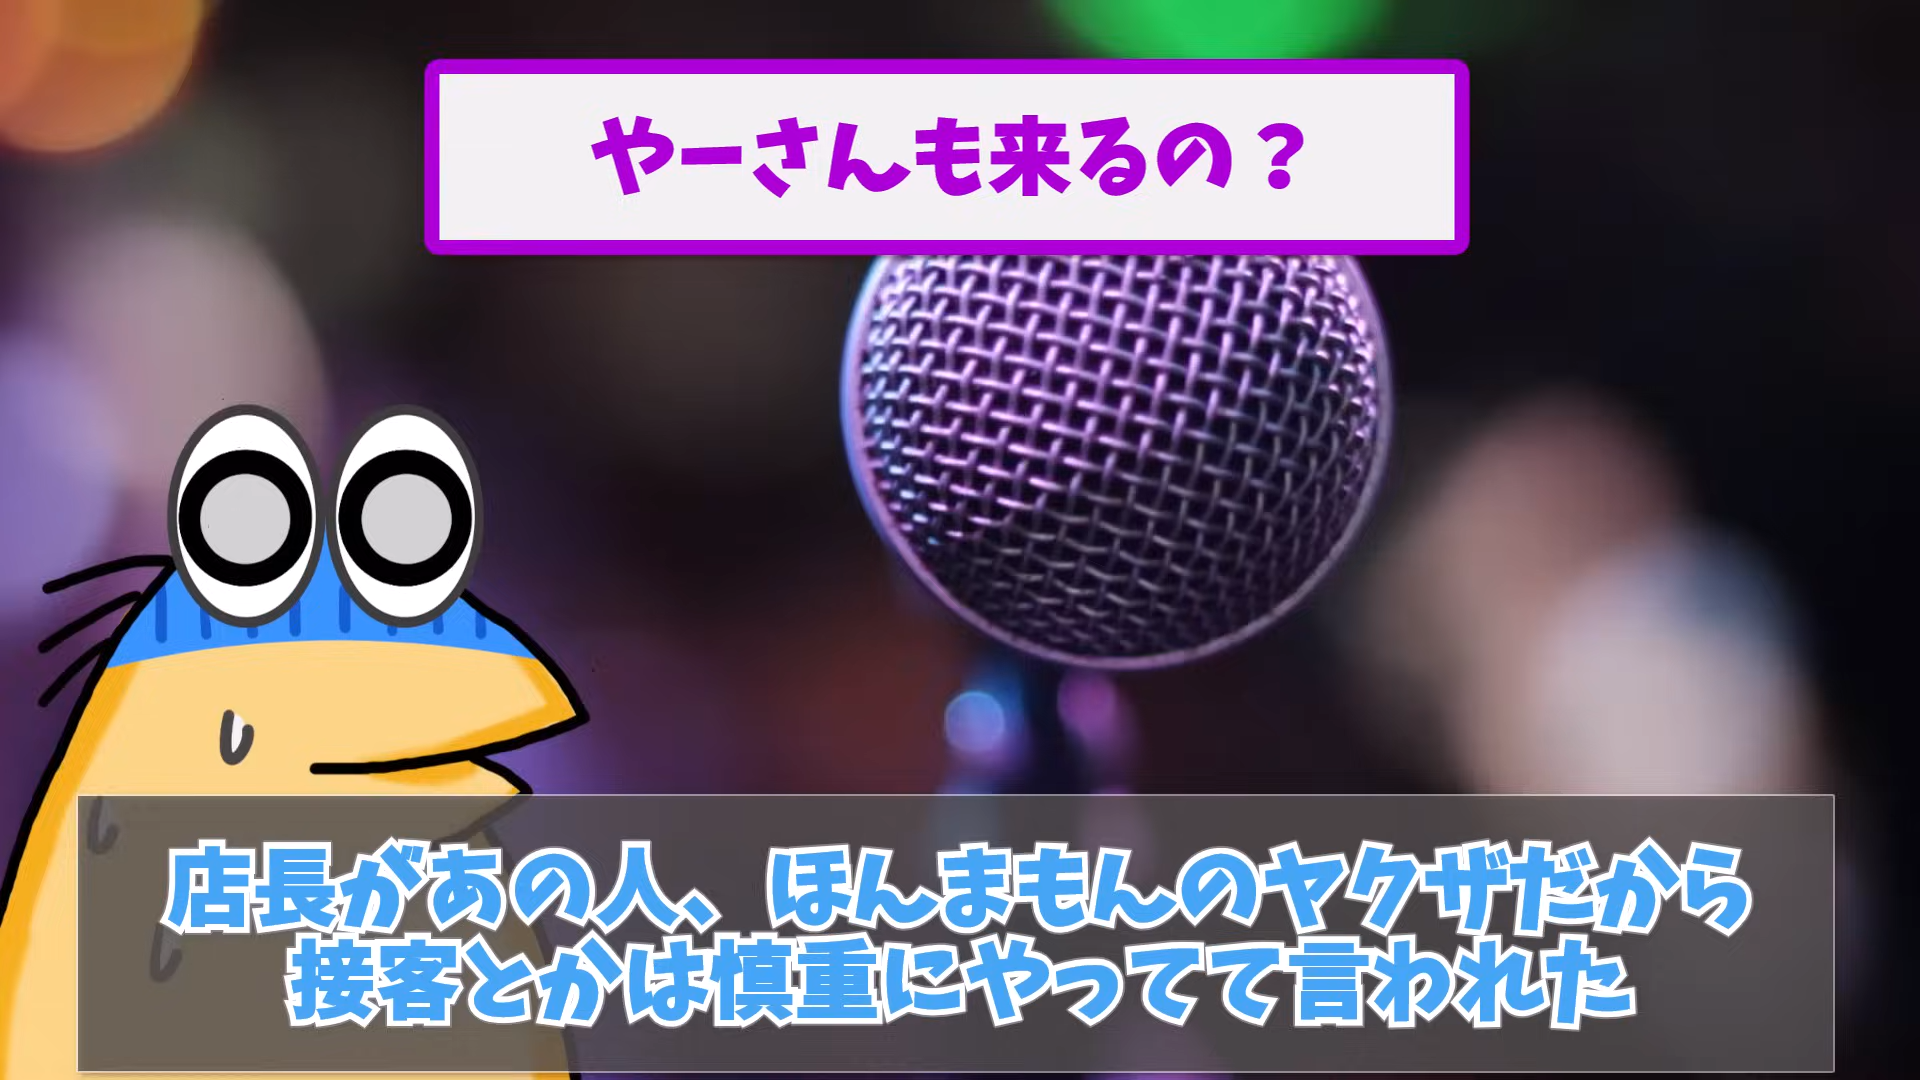 やーさんも来るの？
店長があの人、ほんまもんのヤクザだから
接客とかは慎重にやってて言われた